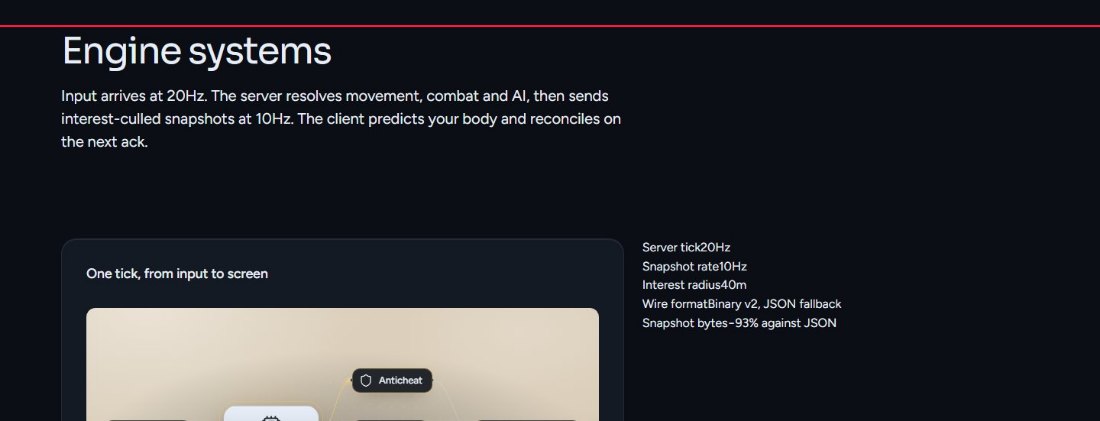 Engine systems
Input arrives at 20Hz. The server resolves movement, combat and AI, then sends
interest-culled snapshots at 10Hz. The client predicts your body and reconciles on
the next ack.
One tick, from input to screen
Anticheat
Server tick20Hz
Snapshot rate10Hz
Interest radius40m
Wire formatBinary v2, JSON fallback
Snapshot bytes−93% against JSON